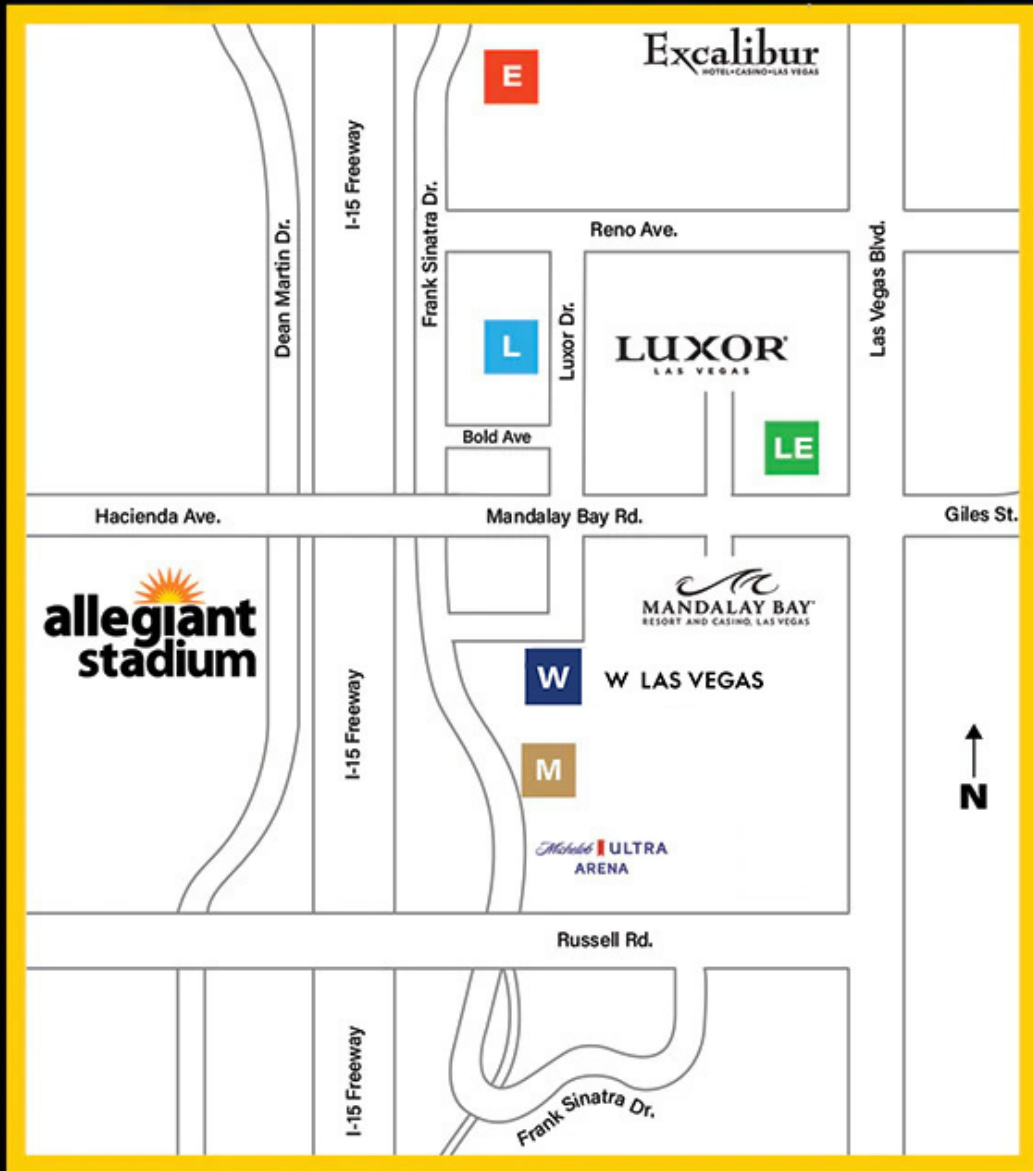 Excalibur
HOTEL•CASINO•LAS VEGAS
E
I-15 Freeway
Frank Sinatra Dr.
Dean Martin Dr.
Reno Ave.
Las Vegas Blvd.
Luxor Dr.
L
LUXOR®
LAS VEGAS
Bold Ave
LE
Hacienda Ave.
Mandalay Bay Rd.
Giles St.
allegiant
stadium
MANDALAY BAY®
RESORT AND CASINO, LAS VEGAS
W
W LAS VEGAS
I-15 Freeway
M
N
Michelob ULTRA
ARENA
Russell Rd.
I-15 Freeway
Frank Sinatra Dr.